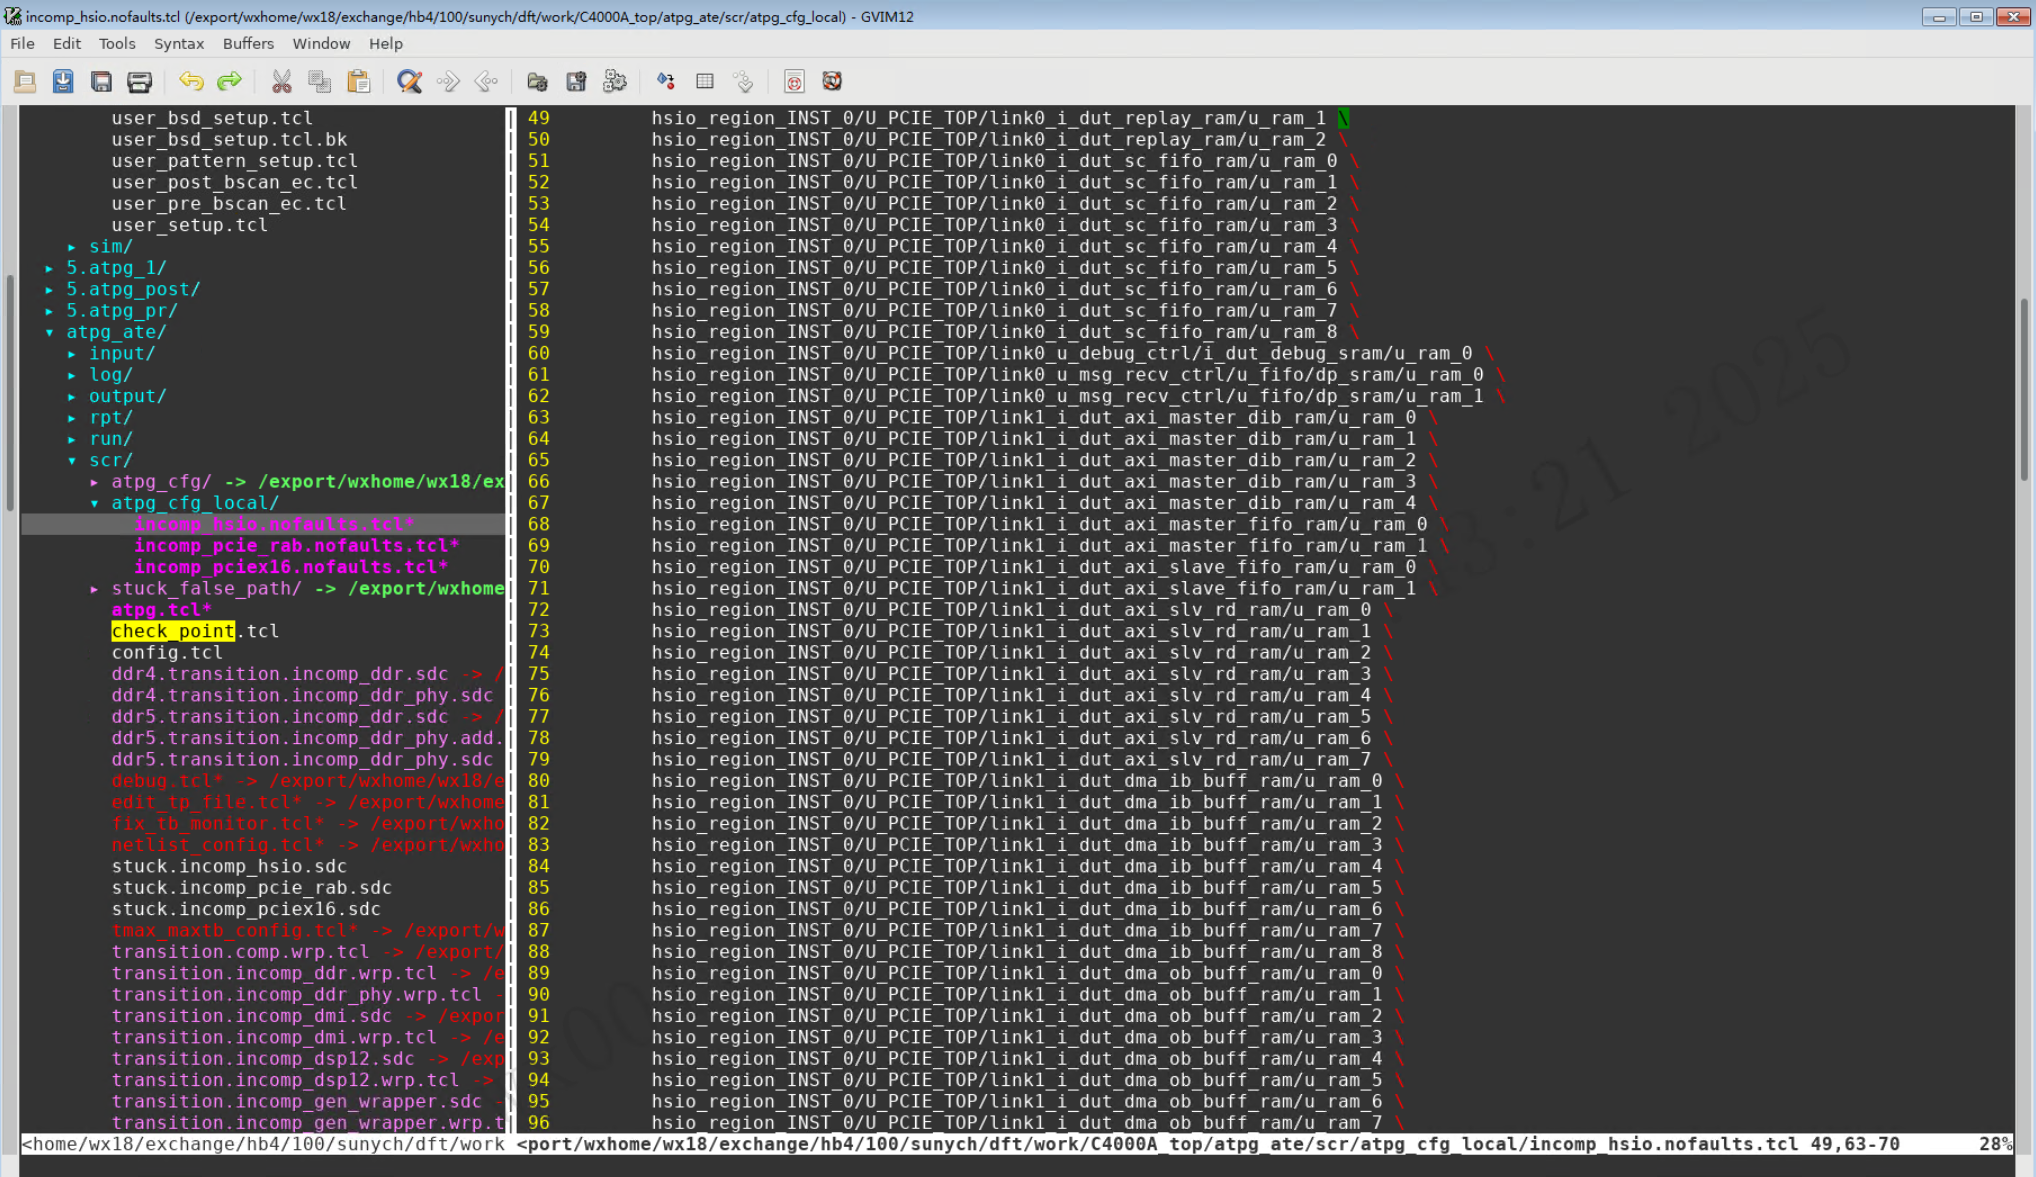 incomp_hsio.nofaults.tcl (/export/wxhome/wx18/exchange/hb4/100/sunych/dft/work/C4000A_top/atpg_ate/scr/atpg_cfg_local) - GVIM12
File Edit Tools Syntax Buffers Window Help
user_bsd_setup.tcl
user_bsd_setup.tcl.bk
user_pattern_setup.tcl
user_post_bscan_ec.tcl
user_pre_bscan_ec.tcl
user_setup.tcl
▸ sim/
▸ 5.atpg_1/
▸ 5.atpg_post/
▸ 5.atpg_pr/
▾ atpg_ate/
▸ input/
▸ log/
▸ output/
▸ rpt/
▸ run/
▾ scr/
▸ atpg_cfg/ -> /export/wxhome/wx18/ex
▾ atpg_cfg_local/
incomp_hsio.nofaults.tcl*
incomp_pcie_rab.nofaults.tcl*
incomp_pciex16.nofaults.tcl*
▸ stuck_false_path/ -> /export/wxhome
atpg.tcl*
check_point.tcl
config.tcl
ddr4.transition.incomp_ddr.sdc -> /
ddr4.transition.incomp_ddr_phy.sdc
ddr5.transition.incomp_ddr.sdc -> /
ddr5.transition.incomp_ddr_phy.add.
ddr5.transition.incomp_ddr_phy.sdc
debug.tcl* -> /export/wxhome/wx18/e
edit_tp_file.tcl* -> /export/wxhome
fix_tb_monitor.tcl* -> /export/wxho
netlist_config.tcl* -> /export/wxho
stuck.incomp_hsio.sdc
stuck.incomp_pcie_rab.sdc
stuck.incomp_pciex16.sdc
tmax_maxtb_config.tcl* -> /export/w
transition.comp.wrp.tcl -> /export/
transition.incomp_ddr.wrp.tcl -> /e
transition.incomp_ddr_phy.wrp.tcl -
transition.incomp_dmi.sdc -> /expor
transition.incomp_dmi.wrp.tcl -> /e
transition.incomp_dsp12.sdc -> /exp
transition.incomp_dsp12.wrp.tcl ->
transition.incomp_gen_wrapper.sdc -
transition.incomp_gen_wrapper.wrp.t
<home/wx18/exchange/hb4/100/sunych/dft/work
49 hsio_region_INST_0/U_PCIE_TOP/link0_i_dut_replay_ram/u_ram_1 \
50 hsio_region_INST_0/U_PCIE_TOP/link0_i_dut_replay_ram/u_ram_2 \
51 hsio_region_INST_0/U_PCIE_TOP/link0_i_dut_sc_fifo_ram/u_ram_0 \
52 hsio_region_INST_0/U_PCIE_TOP/link0_i_dut_sc_fifo_ram/u_ram_1 \
53 hsio_region_INST_0/U_PCIE_TOP/link0_i_dut_sc_fifo_ram/u_ram_2 \
54 hsio_region_INST_0/U_PCIE_TOP/link0_i_dut_sc_fifo_ram/u_ram_3 \
55 hsio_region_INST_0/U_PCIE_TOP/link0_i_dut_sc_fifo_ram/u_ram_4 \
56 hsio_region_INST_0/U_PCIE_TOP/link0_i_dut_sc_fifo_ram/u_ram_5 \
57 hsio_region_INST_0/U_PCIE_TOP/link0_i_dut_sc_fifo_ram/u_ram_6 \
58 hsio_region_INST_0/U_PCIE_TOP/link0_i_dut_sc_fifo_ram/u_ram_7 \
59 hsio_region_INST_0/U_PCIE_TOP/link0_i_dut_sc_fifo_ram/u_ram_8 \
60 hsio_region_INST_0/U_PCIE_TOP/link0_u_debug_ctrl/i_dut_debug_sram/u_ram_0 \
61 hsio_region_INST_0/U_PCIE_TOP/link0_u_msg_recv_ctrl/u_fifo/dp_sram/u_ram_0 \
62 hsio_region_INST_0/U_PCIE_TOP/link0_u_msg_recv_ctrl/u_fifo/dp_sram/u_ram_1 \
63 hsio_region_INST_0/U_PCIE_TOP/link1_i_dut_axi_master_dib_ram/u_ram_0 \
64 hsio_region_INST_0/U_PCIE_TOP/link1_i_dut_axi_master_dib_ram/u_ram_1 \
65 hsio_region_INST_0/U_PCIE_TOP/link1_i_dut_axi_master_dib_ram/u_ram_2 \
66 hsio_region_INST_0/U_PCIE_TOP/link1_i_dut_axi_master_dib_ram/u_ram_3 \
67 hsio_region_INST_0/U_PCIE_TOP/link1_i_dut_axi_master_dib_ram/u_ram_4 \
68 hsio_region_INST_0/U_PCIE_TOP/link1_i_dut_axi_master_fifo_ram/u_ram_0 \
69 hsio_region_INST_0/U_PCIE_TOP/link1_i_dut_axi_master_fifo_ram/u_ram_1 \
70 hsio_region_INST_0/U_PCIE_TOP/link1_i_dut_axi_slave_fifo_ram/u_ram_0 \
71 hsio_region_INST_0/U_PCIE_TOP/link1_i_dut_axi_slave_fifo_ram/u_ram_1 \
72 hsio_region_INST_0/U_PCIE_TOP/link1_i_dut_axi_slv_rd_ram/u_ram_0 \
73 hsio_region_INST_0/U_PCIE_TOP/link1_i_dut_axi_slv_rd_ram/u_ram_1 \
74 hsio_region_INST_0/U_PCIE_TOP/link1_i_dut_axi_slv_rd_ram/u_ram_2 \
75 hsio_region_INST_0/U_PCIE_TOP/link1_i_dut_axi_slv_rd_ram/u_ram_3 \
76 hsio_region_INST_0/U_PCIE_TOP/link1_i_dut_axi_slv_rd_ram/u_ram_4 \
77 hsio_region_INST_0/U_PCIE_TOP/link1_i_dut_axi_slv_rd_ram/u_ram_5 \
78 hsio_region_INST_0/U_PCIE_TOP/link1_i_dut_axi_slv_rd_ram/u_ram_6 \
79 hsio_region_INST_0/U_PCIE_TOP/link1_i_dut_axi_slv_rd_ram/u_ram_7 \
80 hsio_region_INST_0/U_PCIE_TOP/link1_i_dut_dma_ib_buff_ram/u_ram_0 \
81 hsio_region_INST_0/U_PCIE_TOP/link1_i_dut_dma_ib_buff_ram/u_ram_1 \
82 hsio_region_INST_0/U_PCIE_TOP/link1_i_dut_dma_ib_buff_ram/u_ram_2 \
83 hsio_region_INST_0/U_PCIE_TOP/link1_i_dut_dma_ib_buff_ram/u_ram_3 \
84 hsio_region_INST_0/U_PCIE_TOP/link1_i_dut_dma_ib_buff_ram/u_ram_4 \
85 hsio_region_INST_0/U_PCIE_TOP/link1_i_dut_dma_ib_buff_ram/u_ram_5 \
86 hsio_region_INST_0/U_PCIE_TOP/link1_i_dut_dma_ib_buff_ram/u_ram_6 \
87 hsio_region_INST_0/U_PCIE_TOP/link1_i_dut_dma_ib_buff_ram/u_ram_7 \
88 hsio_region_INST_0/U_PCIE_TOP/link1_i_dut_dma_ib_buff_ram/u_ram_8 \
89 hsio_region_INST_0/U_PCIE_TOP/link1_i_dut_dma_ob_buff_ram/u_ram_0 \
90 hsio_region_INST_0/U_PCIE_TOP/link1_i_dut_dma_ob_buff_ram/u_ram_1 \
91 hsio_region_INST_0/U_PCIE_TOP/link1_i_dut_dma_ob_buff_ram/u_ram_2 \
92 hsio_region_INST_0/U_PCIE_TOP/link1_i_dut_dma_ob_buff_ram/u_ram_3 \
93 hsio_region_INST_0/U_PCIE_TOP/link1_i_dut_dma_ob_buff_ram/u_ram_4 \
94 hsio_region_INST_0/U_PCIE_TOP/link1_i_dut_dma_ob_buff_ram/u_ram_5 \
95 hsio_region_INST_0/U_PCIE_TOP/link1_i_dut_dma_ob_buff_ram/u_ram_6 \
96 hsio_region_INST_0/U_PCIE_TOP/link1_i_dut_dma_ob_buff_ram/u_ram_7 \
<port/wxhome/wx18/exchange/hb4/100/sunych/dft/work/C4000A_top/atpg_ate/scr/atpg_cfg_local/incomp_hsio.nofaults.tcl 49,63-70 28%
2025